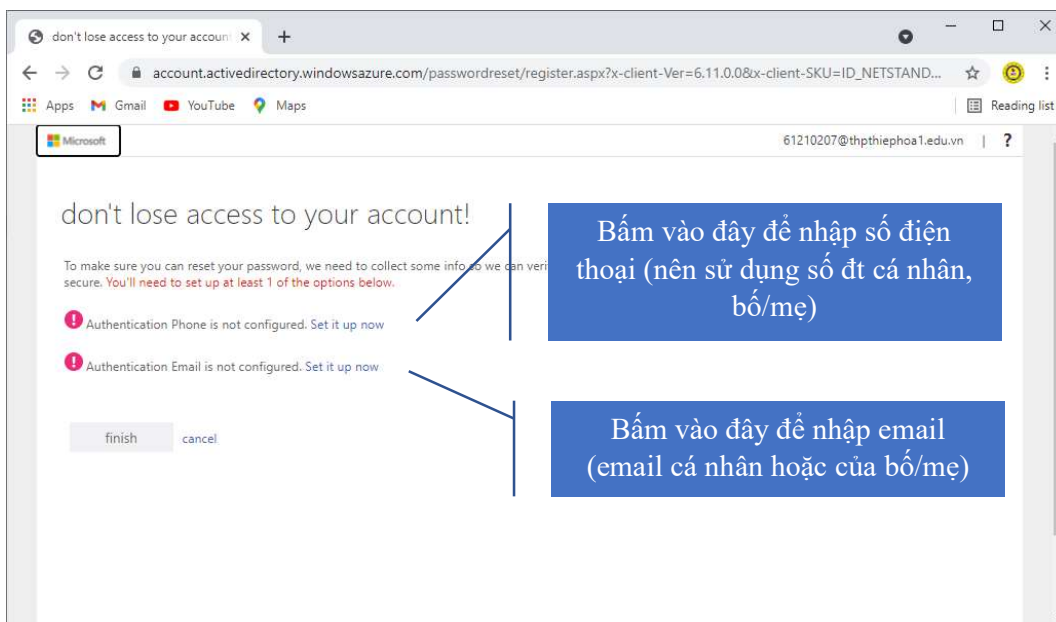 don't lose access to your accoun
account.activedirectory.windowsazure.com/passwordreset/register.aspx?x-client-Ver=6.11.0.0&x-client-SKU=ID_NETSTAND...
Apps Gmail YouTube Maps Reading list
Microsoft 61210207@thpthiephoa1.edu.vn | ?
don't lose access to your account!
To make sure you can reset your password, we need to collect some info so we can veri
secure. You'll need to set up at least 1 of the options below.
Bấm vào đây để nhập số điện
thoại (nên sử dụng số đt cá nhân,
bố/mẹ)
! Authentication Phone is not configured. Set it up now
! Authentication Email is not configured. Set it up now
Bấm vào đây để nhập email
(email cá nhân hoặc của bố/mẹ)
finish cancel